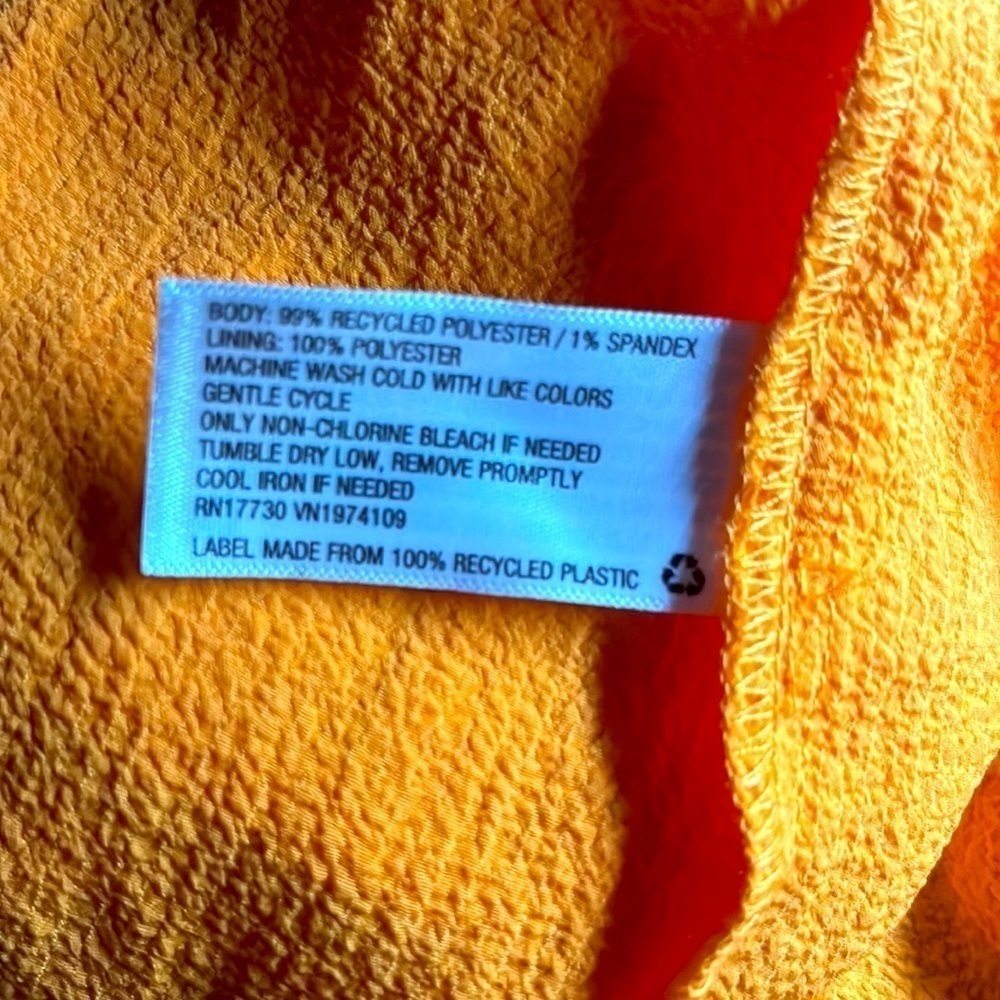 BODY: 99% RECYCLED POLYESTER / 1% SPANDEX
LINING: 100% POLYESTER
MACHINE WASH COLD WITH LIKE COLORS
GENTLE CYCLE
ONLY NON-CHLORINE BLEACH IF NEEDED
TUMBLE DRY LOW, REMOVE PROMPTLY
COOL IRON IF NEEDED
RN17730 VN1974109
LABEL MADE FROM 100% RECYCLED PLASTIC